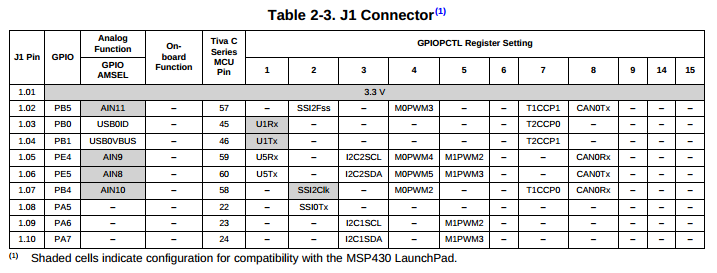 Table 2-3. J1 Connector(1)
J1 Pin GPIO Analog Function GPIO AMSEL On-board Function Tiva C Series MCU Pin GPIOPCTL Register Setting
1 2 3 4 5 6 7 8 9 14 15
1.01 3.3 V
1.02 PB5 AIN11 – 57 – SSI2Fss – M0PWM3 – – T1CCP1 CAN0Tx – – –
1.03 PB0 USB0ID – 45 U1Rx – – – – – T2CCP0 – – – –
1.04 PB1 USB0VBUS – 46 U1Tx – – – – – T2CCP1 – – – –
1.05 PE4 AIN9 – 59 U5Rx – I2C2SCL M0PWM4 M1PWM2 – – CAN0Rx – – –
1.06 PE5 AIN8 – 60 U5Tx – I2C2SDA M0PWM5 M1PWM3 – – CAN0Tx – – –
1.07 PB4 AIN10 – 58 – SSI2Clk – M0PWM2 – – T1CCP0 CAN0Rx – – –
1.08 PA5 – – 22 – SSI0Tx – – – – – – – – –
1.09 PA6 – – 23 – – I2C1SCL – M1PWM2 – – – – – –
1.10 PA7 – – 24 – – I2C1SDA – M1PWM3 – – – – – –
(1) Shaded cells indicate configuration for compatibility with the MSP430 LaunchPad.